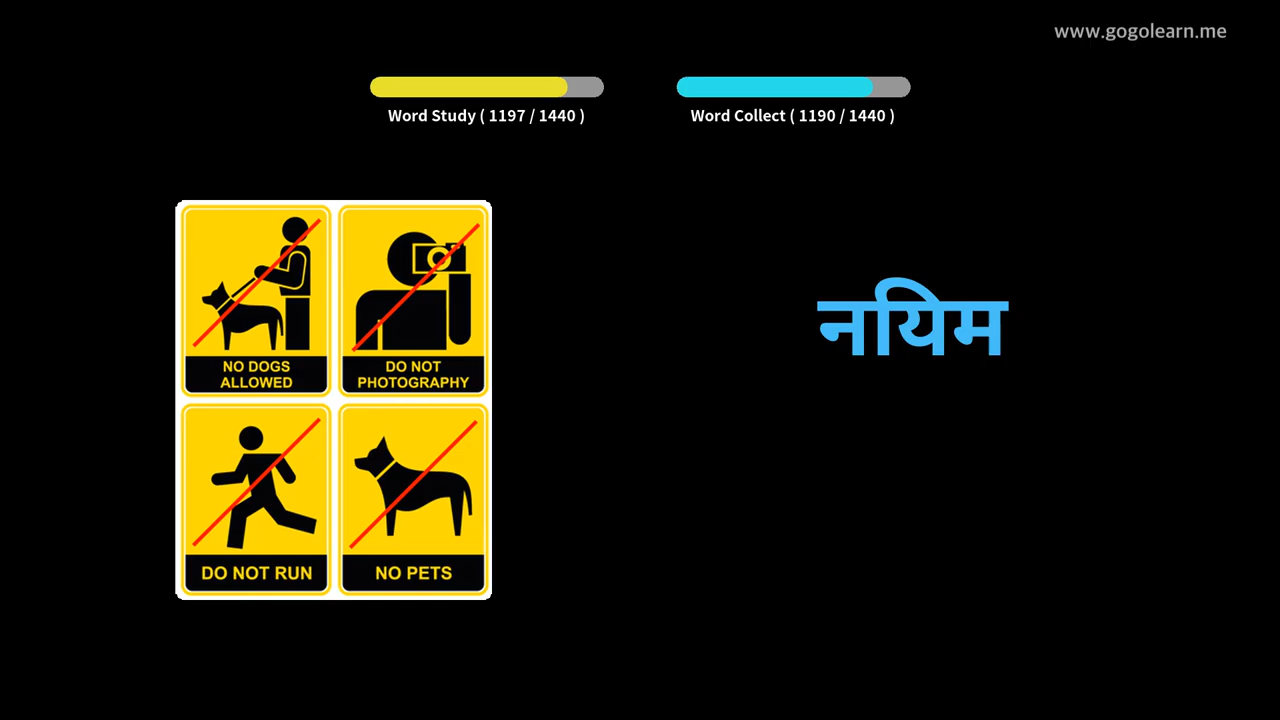 www.gogolearn.me
Word Study ( 1197 / 1440 )
Word Collect ( 1190 / 1440 )
NO DOGS
ALLOWED
DO NOT
PHOTOGRAPHY
DO NOT RUN
NO PETS
नयिम